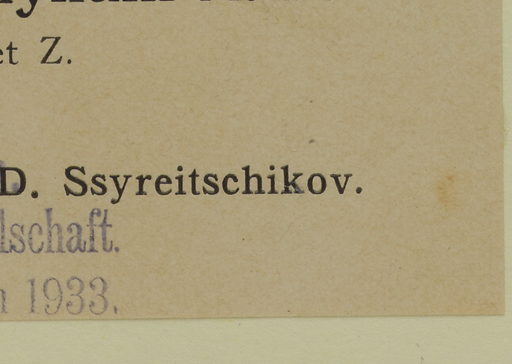 et Z.
D. Ssyreitschikov.
lschaft.
1933.